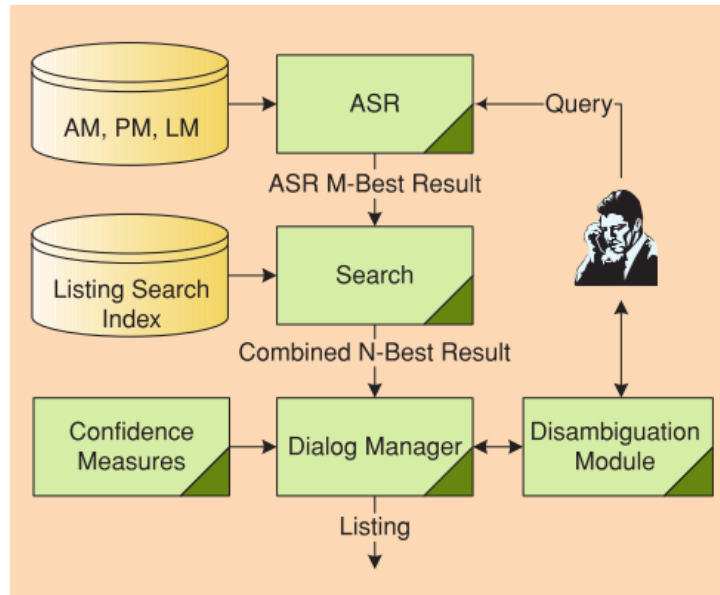 AM, PM, LM
ASR
Query
ASR M-Best Result
Listing Search
Index
Search
Combined N-Best Result
Confidence
Measures
Dialog Manager
Disambiguation
Module
Listing